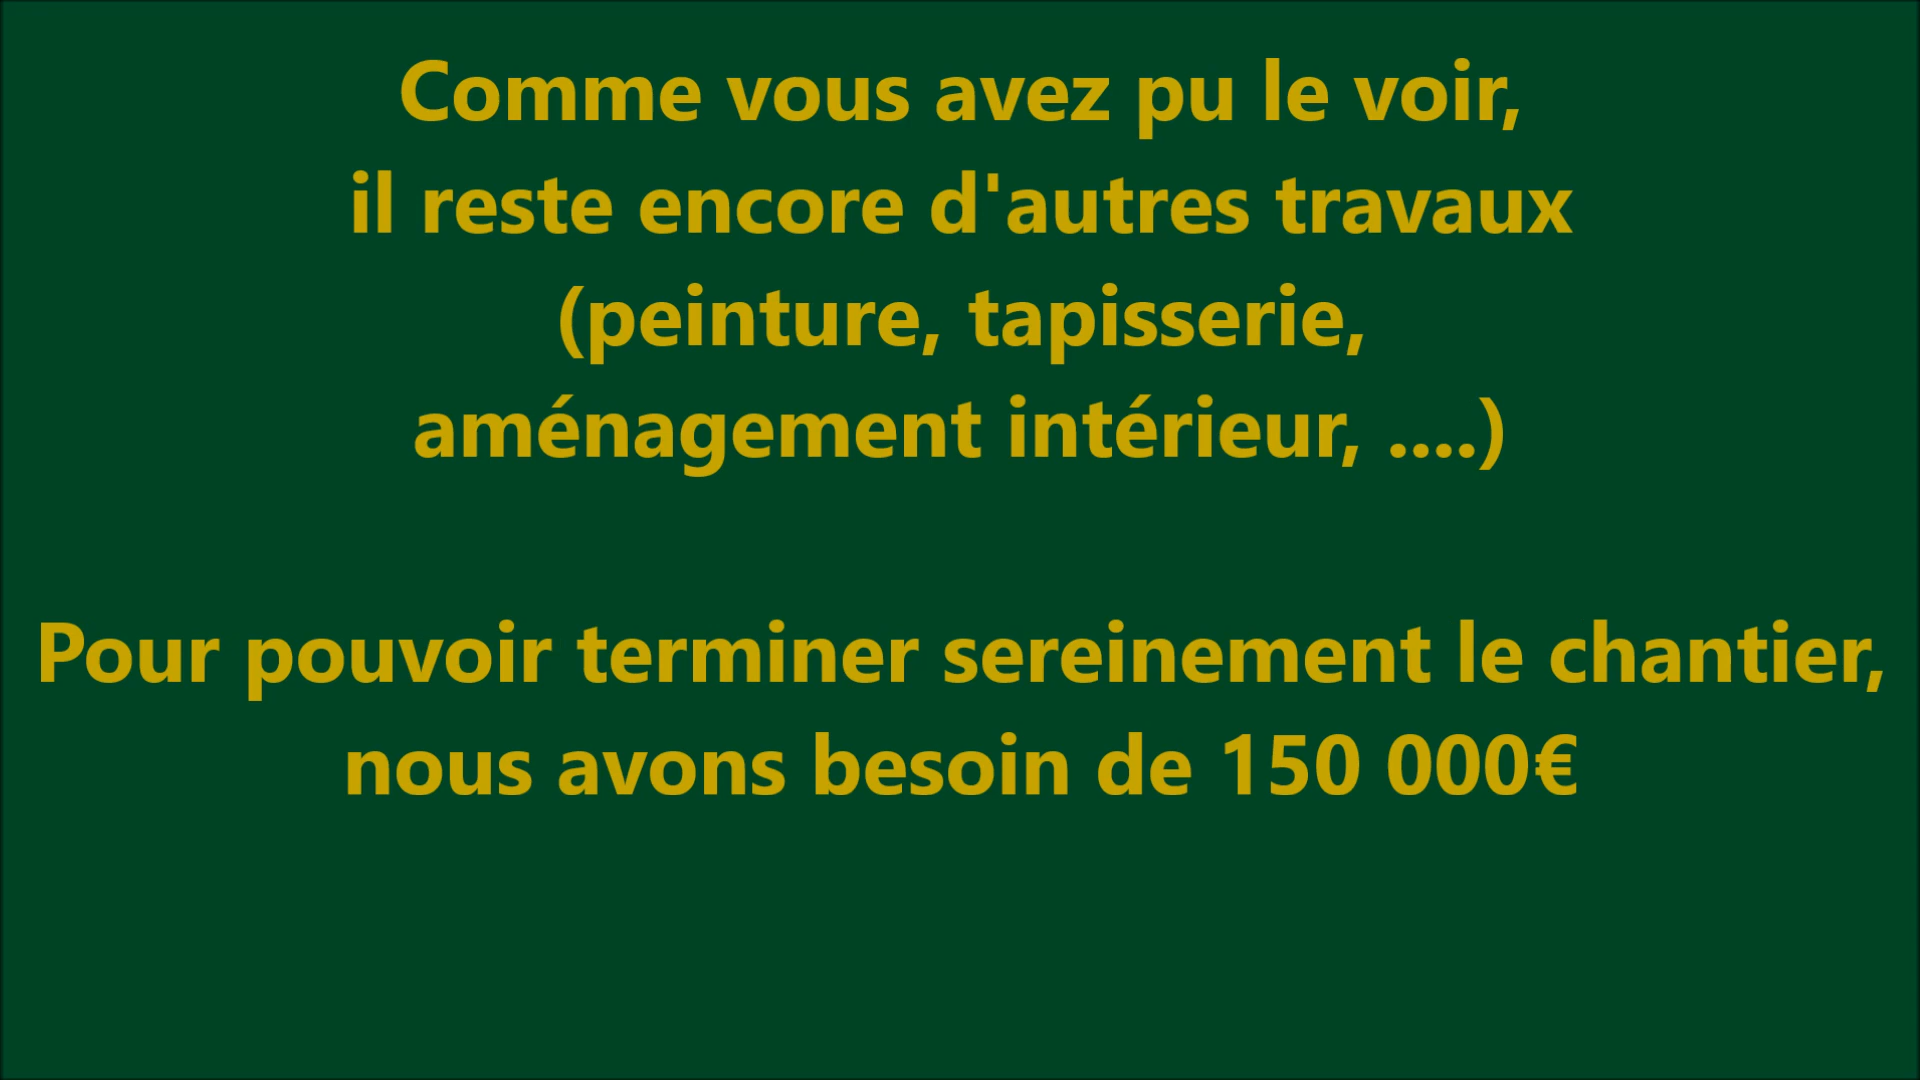 Comme vous avez pu le voir,
il reste encore d'autres travaux
(peinture, tapisserie,
aménagement intérieur, ....)
Pour pouvoir terminer sereinement le chantier,
nous avons besoin de 150 000€